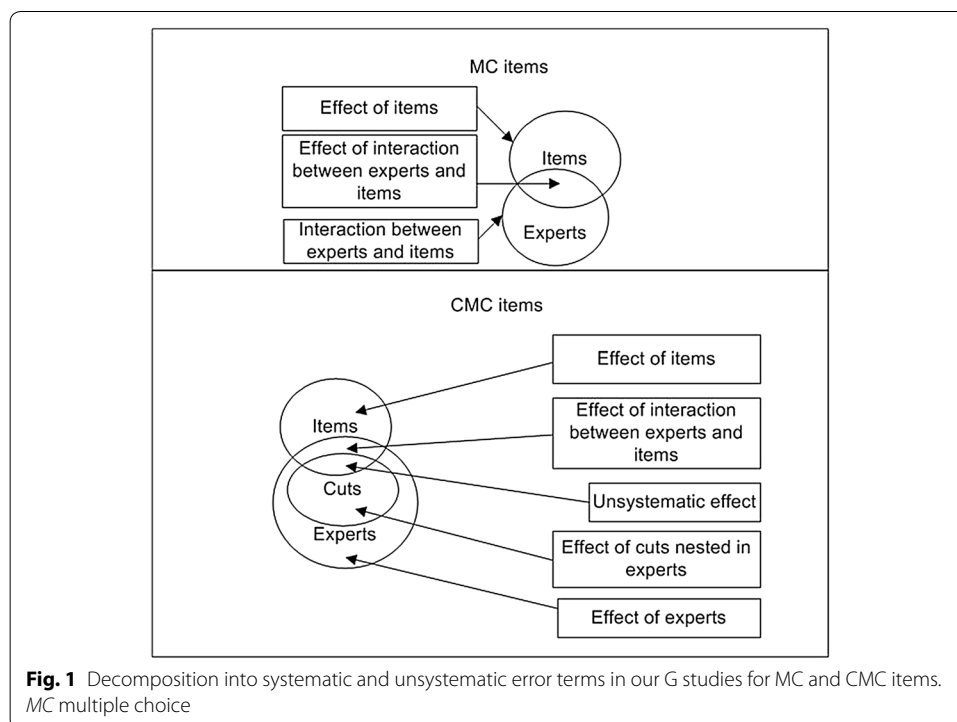 MC items
Effect of items
Effect of interaction
between experts and
items
Interaction between
experts and items
Items
Experts
CMC items
Effect of items
Effect of interaction
between experts and
items
Unsystematic effect
Effect of cuts nested in
experts
Effect of experts
Items
Cuts
Experts
Fig. 1 Decomposition into systematic and unsystematic error terms in our G studies for MC and CMC items.
MC multiple choice